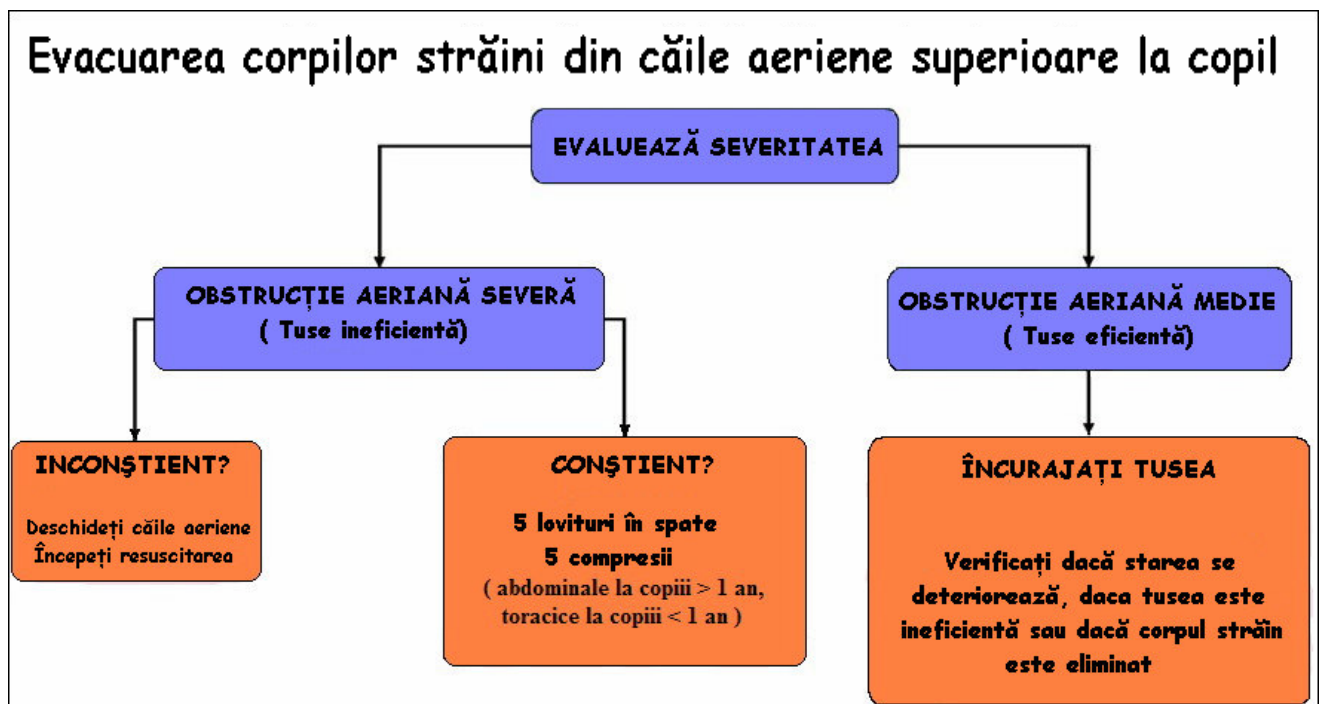 Evacuarea corpilor străini din căile aeriene superioare la copil
EVALUEAZĂ SEVERITATEA
OBSTRUCȚIE AERIANĂ SEVERĂ
( Tuse ineficientă)
OBSTRUCȚIE AERIANĂ MEDIE
( Tuse eficientă)
INCONŞTIENT?
Deschideți căile aeriene
Începeți resuscitarea
CONŞTIENT?
5 lovituri în spate
5 compresii
( abdominale la copiii > 1 an,
toracice la copiii < 1 an )
ÎNCURAJAȚI TUSEA
Verificați dacă starea se
deteriorează, daca tusea este
ineficientă sau dacă corpul străin
este eliminat